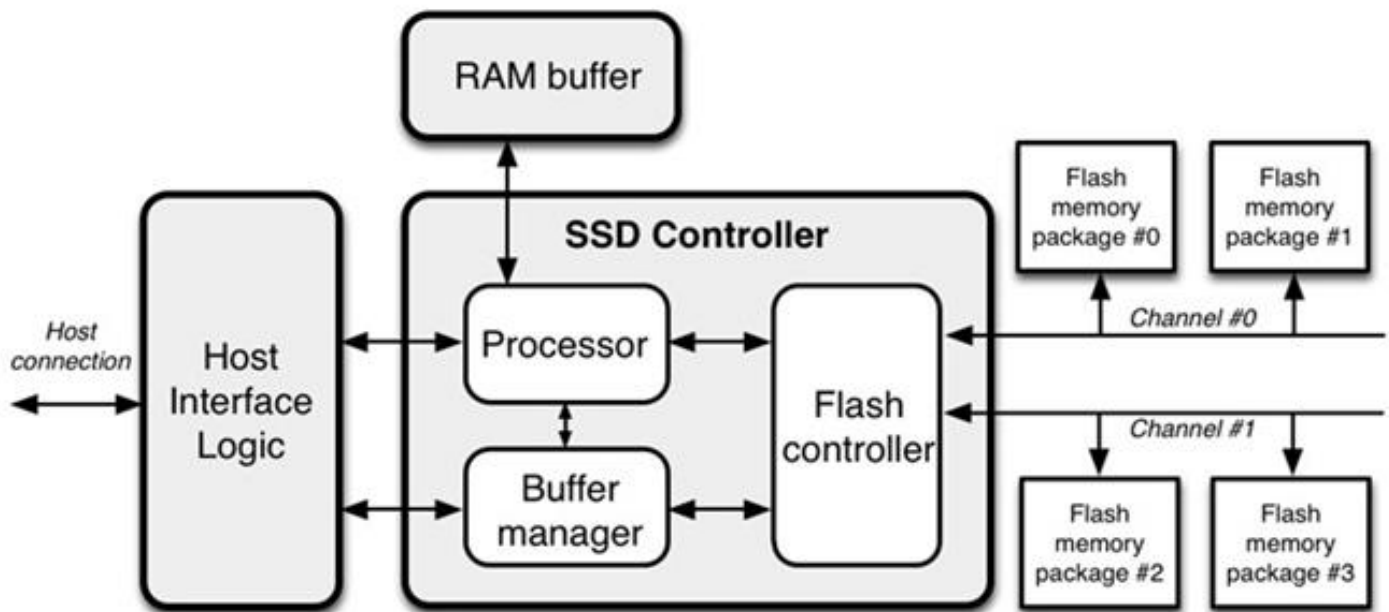 RAM buffer
SSD Controller
Host
connection
Host
Interface
Logic
Processor
Buffer
manager
Flash
controller
Flash
memory
package #0
Flash
memory
package #1
Channel #0
Channel #1
Flash
memory
package #2
Flash
memory
package #3